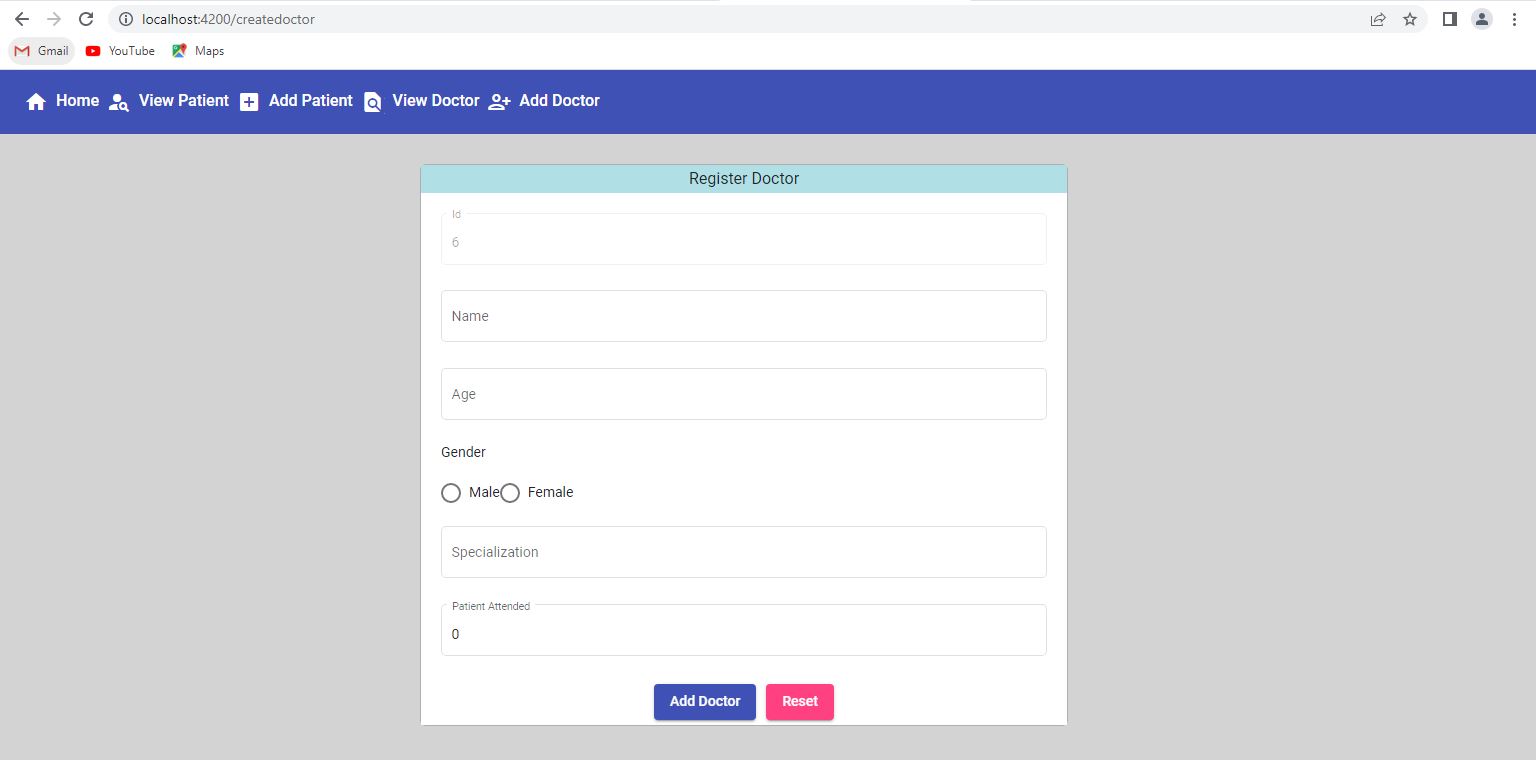 localhost:4200/createdoctor
Gmail YouTube Maps
Home View Patient Add Patient View Doctor Add Doctor
Register Doctor
Id
6
Name
Age
Gender
Male Female
Specialization
Patient Attended
0
Add Doctor Reset